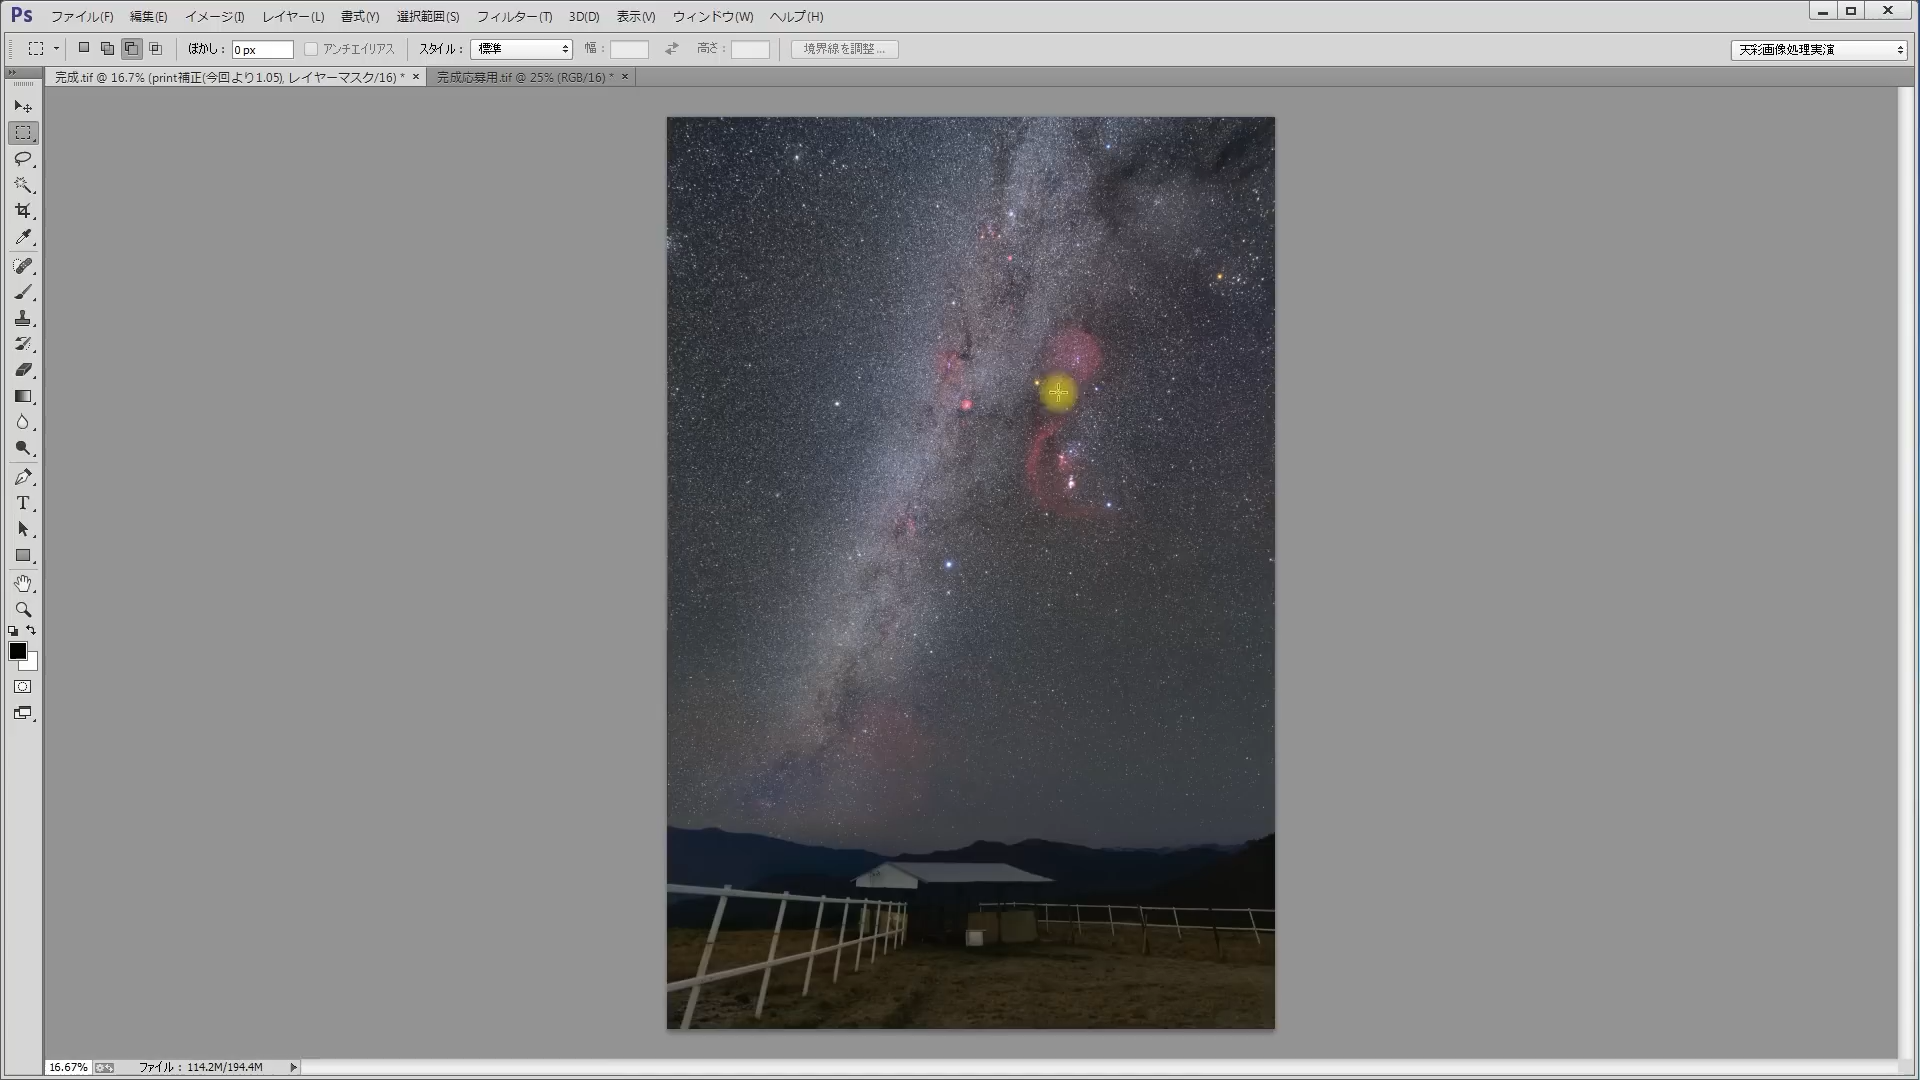 Ps ファイル(F) 編集(E) イメージ(I) レイヤー(L) 書式(Y) 選択範囲(S) フィルター(T) 3D(D) 表示(V) ウィンドウ(W) ヘルプ(H)
ぼかし : 0 px アンチエイリアス スタイル : 標準 幅 : 高さ : 境界線を調整... 天彩画像処理実演
完成.tif @ 16.7% (print補正(今回より1.05), レイヤーマスク/16) * × 完成応募用.tif @ 25% (RGB/16) * ×
T
16.67% ファイル : 114.2M/194.4M